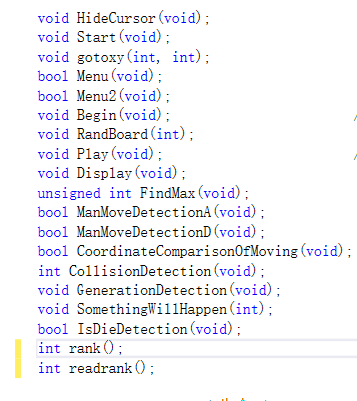 void HideCursor(void);
void Start(void);
void gotoxy(int, int);
bool Menu(void);
bool Menu2(void);
void Begin(void);
void RandBoard(int);
void Play(void);
void Display(void);
unsigned int FindMax(void);
bool ManMoveDetectionA(void);
bool ManMoveDetectionD(void);
bool CoordinateComparisonOfMoving(void);
int CollisionDetection(void);
void GenerationDetection(void);
void SomethingWillHappen(int);
bool IsDieDetection(void);
int rank();
int readrank();